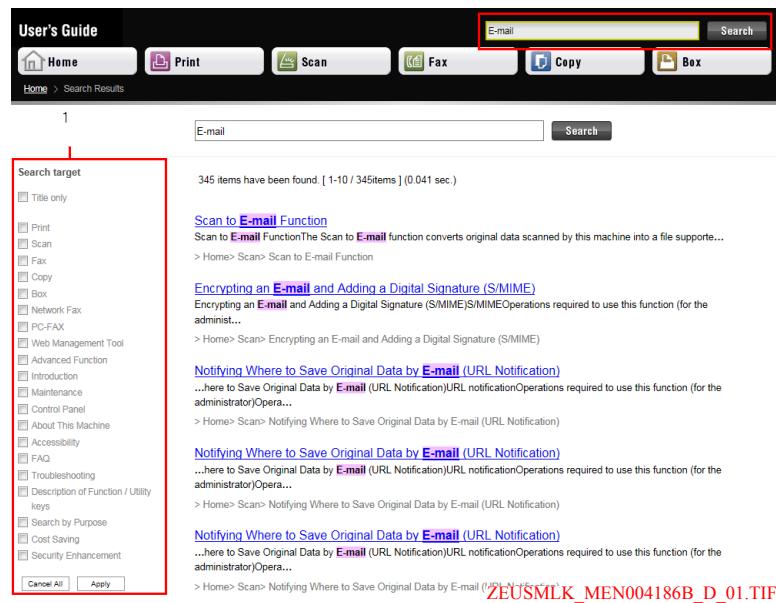 User's Guide
E-mail
Search
Home
Print
Scan
Fax
Copy
Box
Home > Search Results
1
E-mail
Search
Search target
Title only
Print
Scan
Fax
Copy
Box
Network Fax
PC-FAX
Web Management Tool
Advanced Function
Introduction
Maintenance
Control Panel
About This Machine
Accessibility
FAQ
Troubleshooting
Description of Function / Utility
keys
Search by Purpose
Cost Saving
Security Enhancement
Cancel All
Apply
345 items have been found. [ 1-10 / 345items ] (0.041 sec.)
Scan to E-mail Function
Scan to E-mail FunctionThe Scan to E-mail function converts original data scanned by this machine into a file supporte...
> Home> Scan> Scan to E-mail Function
Encrypting an E-mail and Adding a Digital Signature (S/MIME)
Encrypting an E-mail and Adding a Digital Signature (S/MIME)S/MIMEOperations required to use this function (for the
administ...
> Home> Scan> Encrypting an E-mail and Adding a Digital Signature (S/MIME)
Notifying Where to Save Original Data by E-mail (URL Notification)
...here to Save Original Data by E-mail (URL Notification)URL notificationOperations required to use this function (for the
administrator)Opera...
> Home> Scan> Notifying Where to Save Original Data by E-mail (URL Notification)
Notifying Where to Save Original Data by E-mail (URL Notification)
...here to Save Original Data by E-mail (URL Notification)URL notificationOperations required to use this function (for the
administrator)Opera...
> Home> Scan> Notifying Where to Save Original Data by E-mail (URL Notification)
Notifying Where to Save Original Data by E-mail (URL Notification)
...here to Save Original Data by E-mail (URL Notification)URL notificationOperations required to use this function (for the
administrator)Opera...
> Home> Scan> Notifying Where to Save Original Data by E-mail (URL Notification)
ZEUSMLK_MEN004186B_D_01.TIF